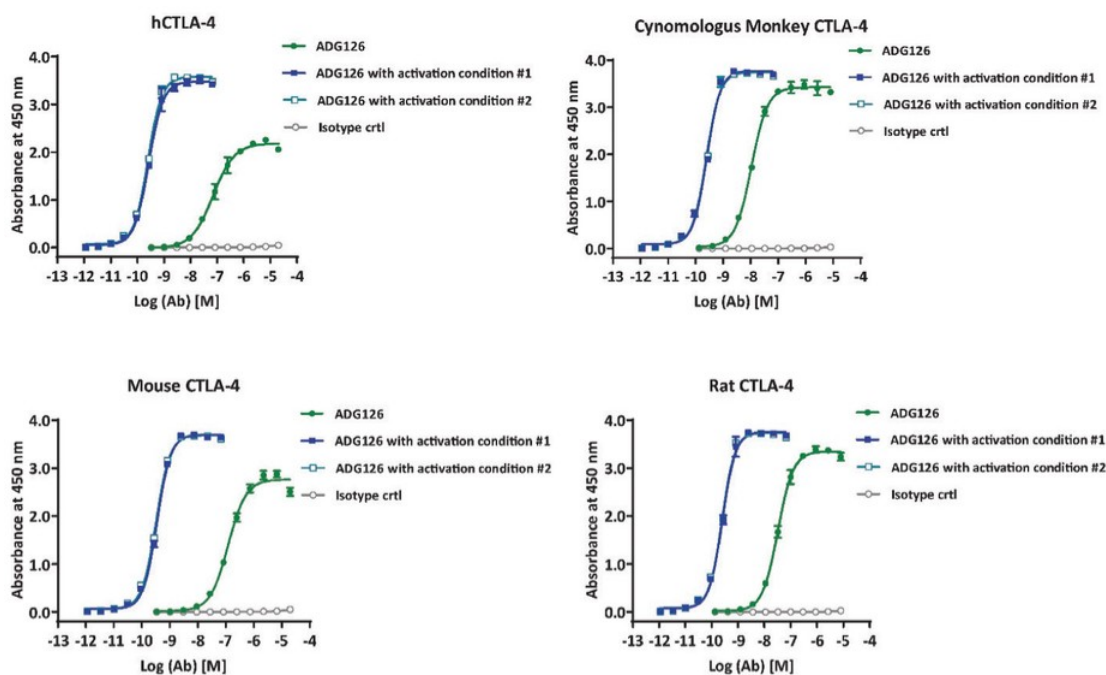 hCTLA-4
ADG126
ADG126 with activation condition #1
ADG126 with activation condition #2
Isotype crtl
Absorbance at 450 nm
4.0
3.0
2.0
1.0
0.0
-13 -12 -11 -10 -9 -8 -7 -6 -5 -4
Log (Ab) [M]
Cynomologus Monkey CTLA-4
ADG126
ADG126 with activation condition #1
ADG126 with activation condition #2
Isotype crtl
Absorbance at 450 nm
4.0
3.0
2.0
1.0
0.0
-13 -12 -11 -10 -9 -8 -7 -6 -5 -4
Log (Ab) [M]
Mouse CTLA-4
ADG126
ADG126 with activation condition #1
ADG126 with activation condition #2
Isotype crtl
Absorbance at 450 nm
4.0
3.0
2.0
1.0
0.0
-13 -12 -11 -10 -9 -8 -7 -6 -5 -4
Log (Ab) [M]
Rat CTLA-4
ADG126
ADG126 with activation condition #1
ADG126 with activation condition #2
Isotype crtl
Absorbance at 450 nm
4.0
3.0
2.0
1.0
0.0
-13 -12 -11 -10 -9 -8 -7 -6 -5 -4
Log (Ab) [M]